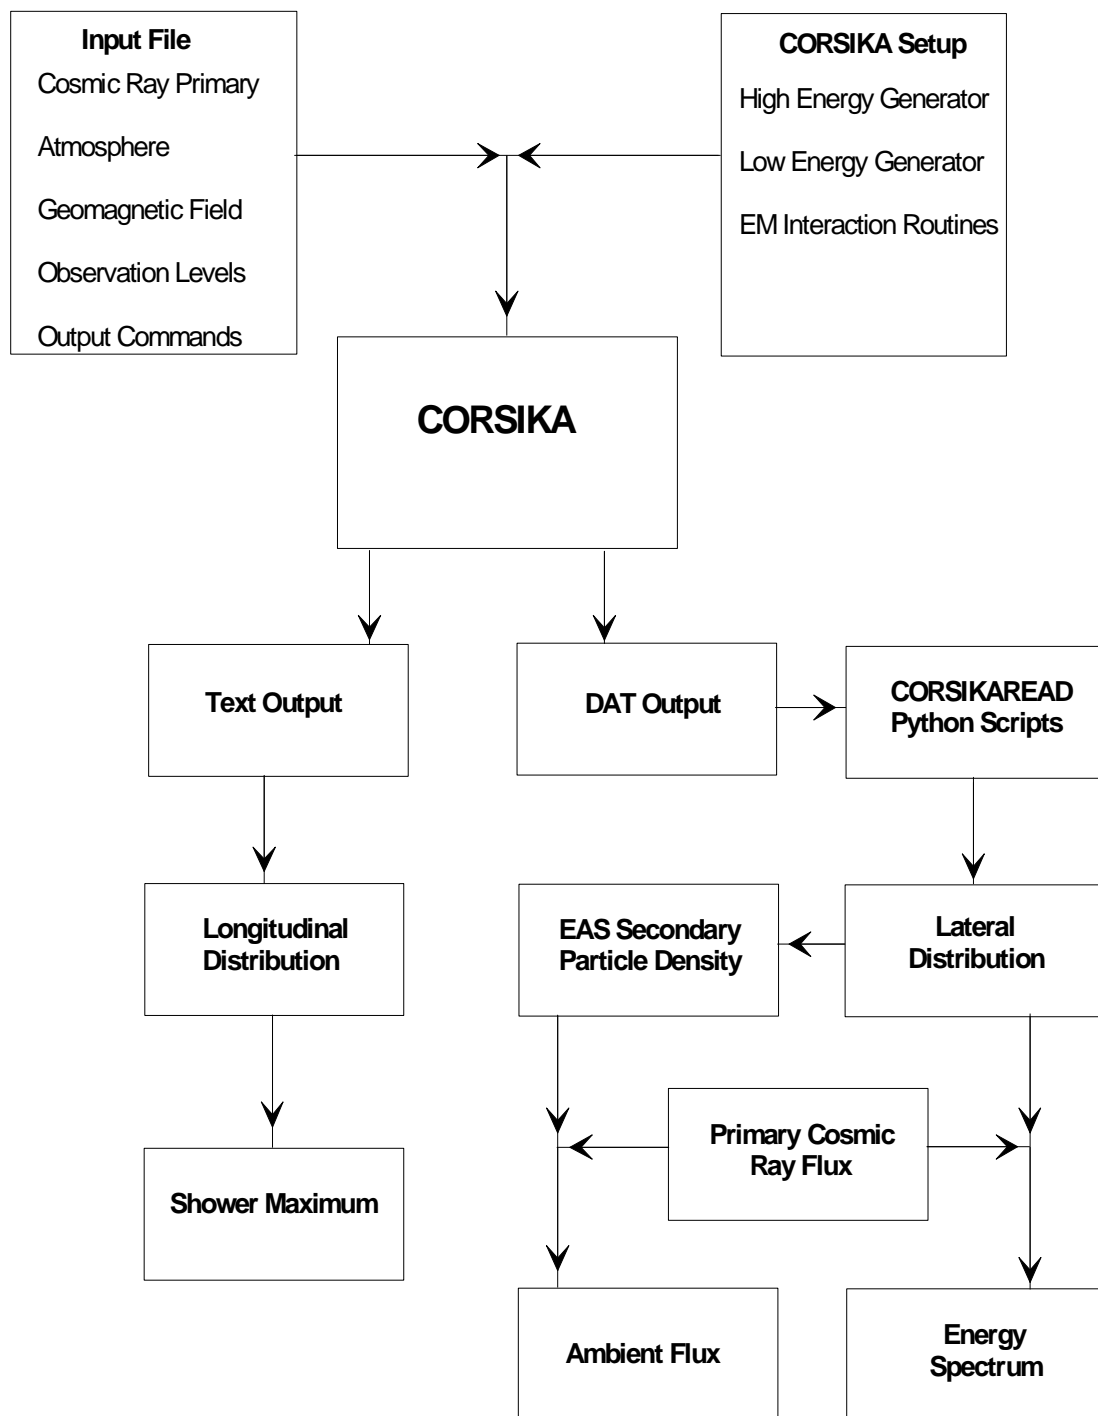 Input File
Cosmic Ray Primary
Atmosphere
Geomagnetic Field
Observation Levels
Output Commands
CORSIKA Setup
High Energy Generator
Low Energy Generator
EM Interaction Routines
CORSIKA
Text Output
DAT Output
CORSIKAREAD
Python Scripts
Longitudinal
Distribution
EAS Secondary
Particle Density
Lateral
Distribution
Primary Cosmic
Ray Flux
Shower Maximum
Ambient Flux
Energy
Spectrum